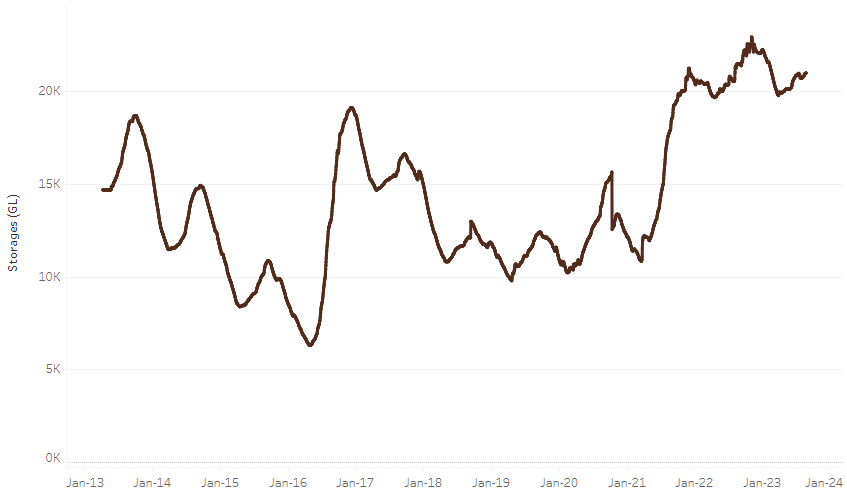 Storages (GL)
20K
15K
10K
5K
0K
Jan-13 Jan-14 Jan-15 Jan-16 Jan-17 Jan-18 Jan-19 Jan-20 Jan-21 Jan-22 Jan-23 Jan-24